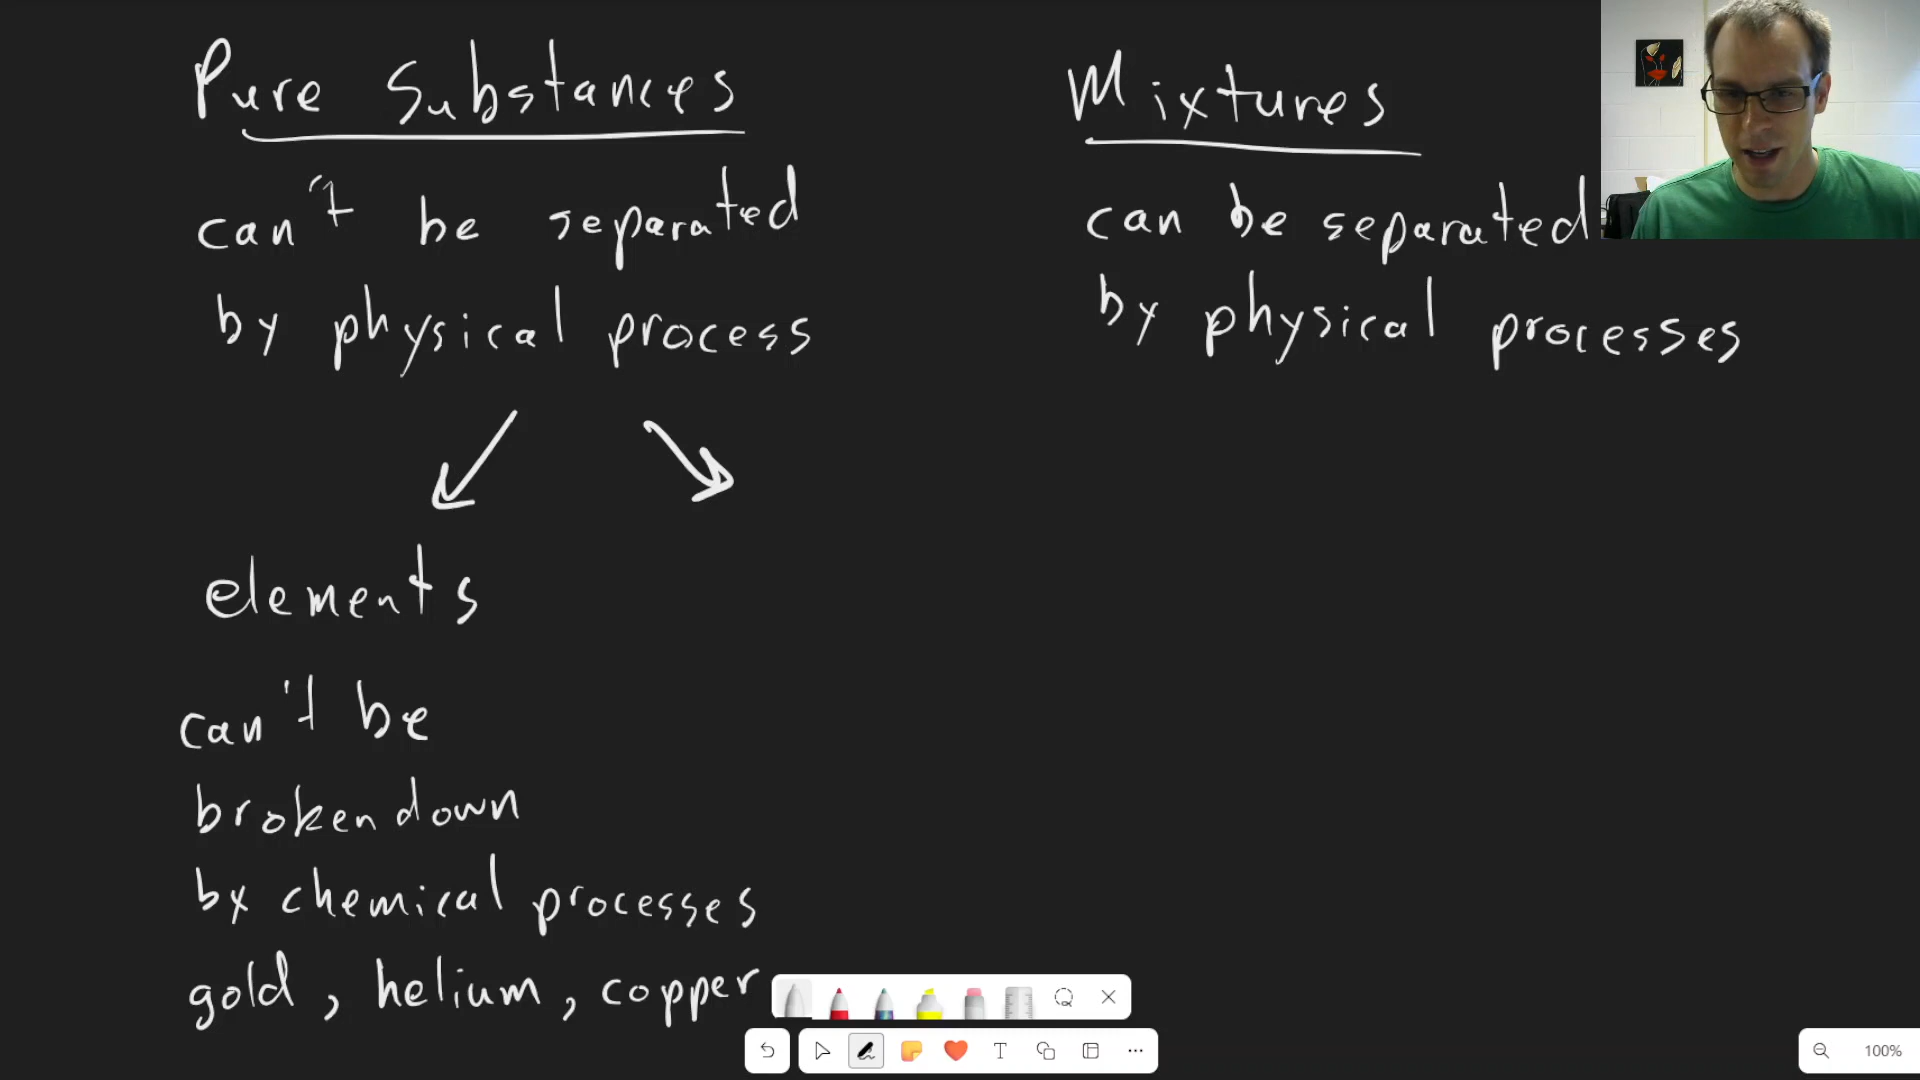 Pure Substances
can't be separated
by physical process
elements
can't be
broken down
by chemical processes
gold, helium, copper
Mixtures
can be separated
by physical processes
T
100%